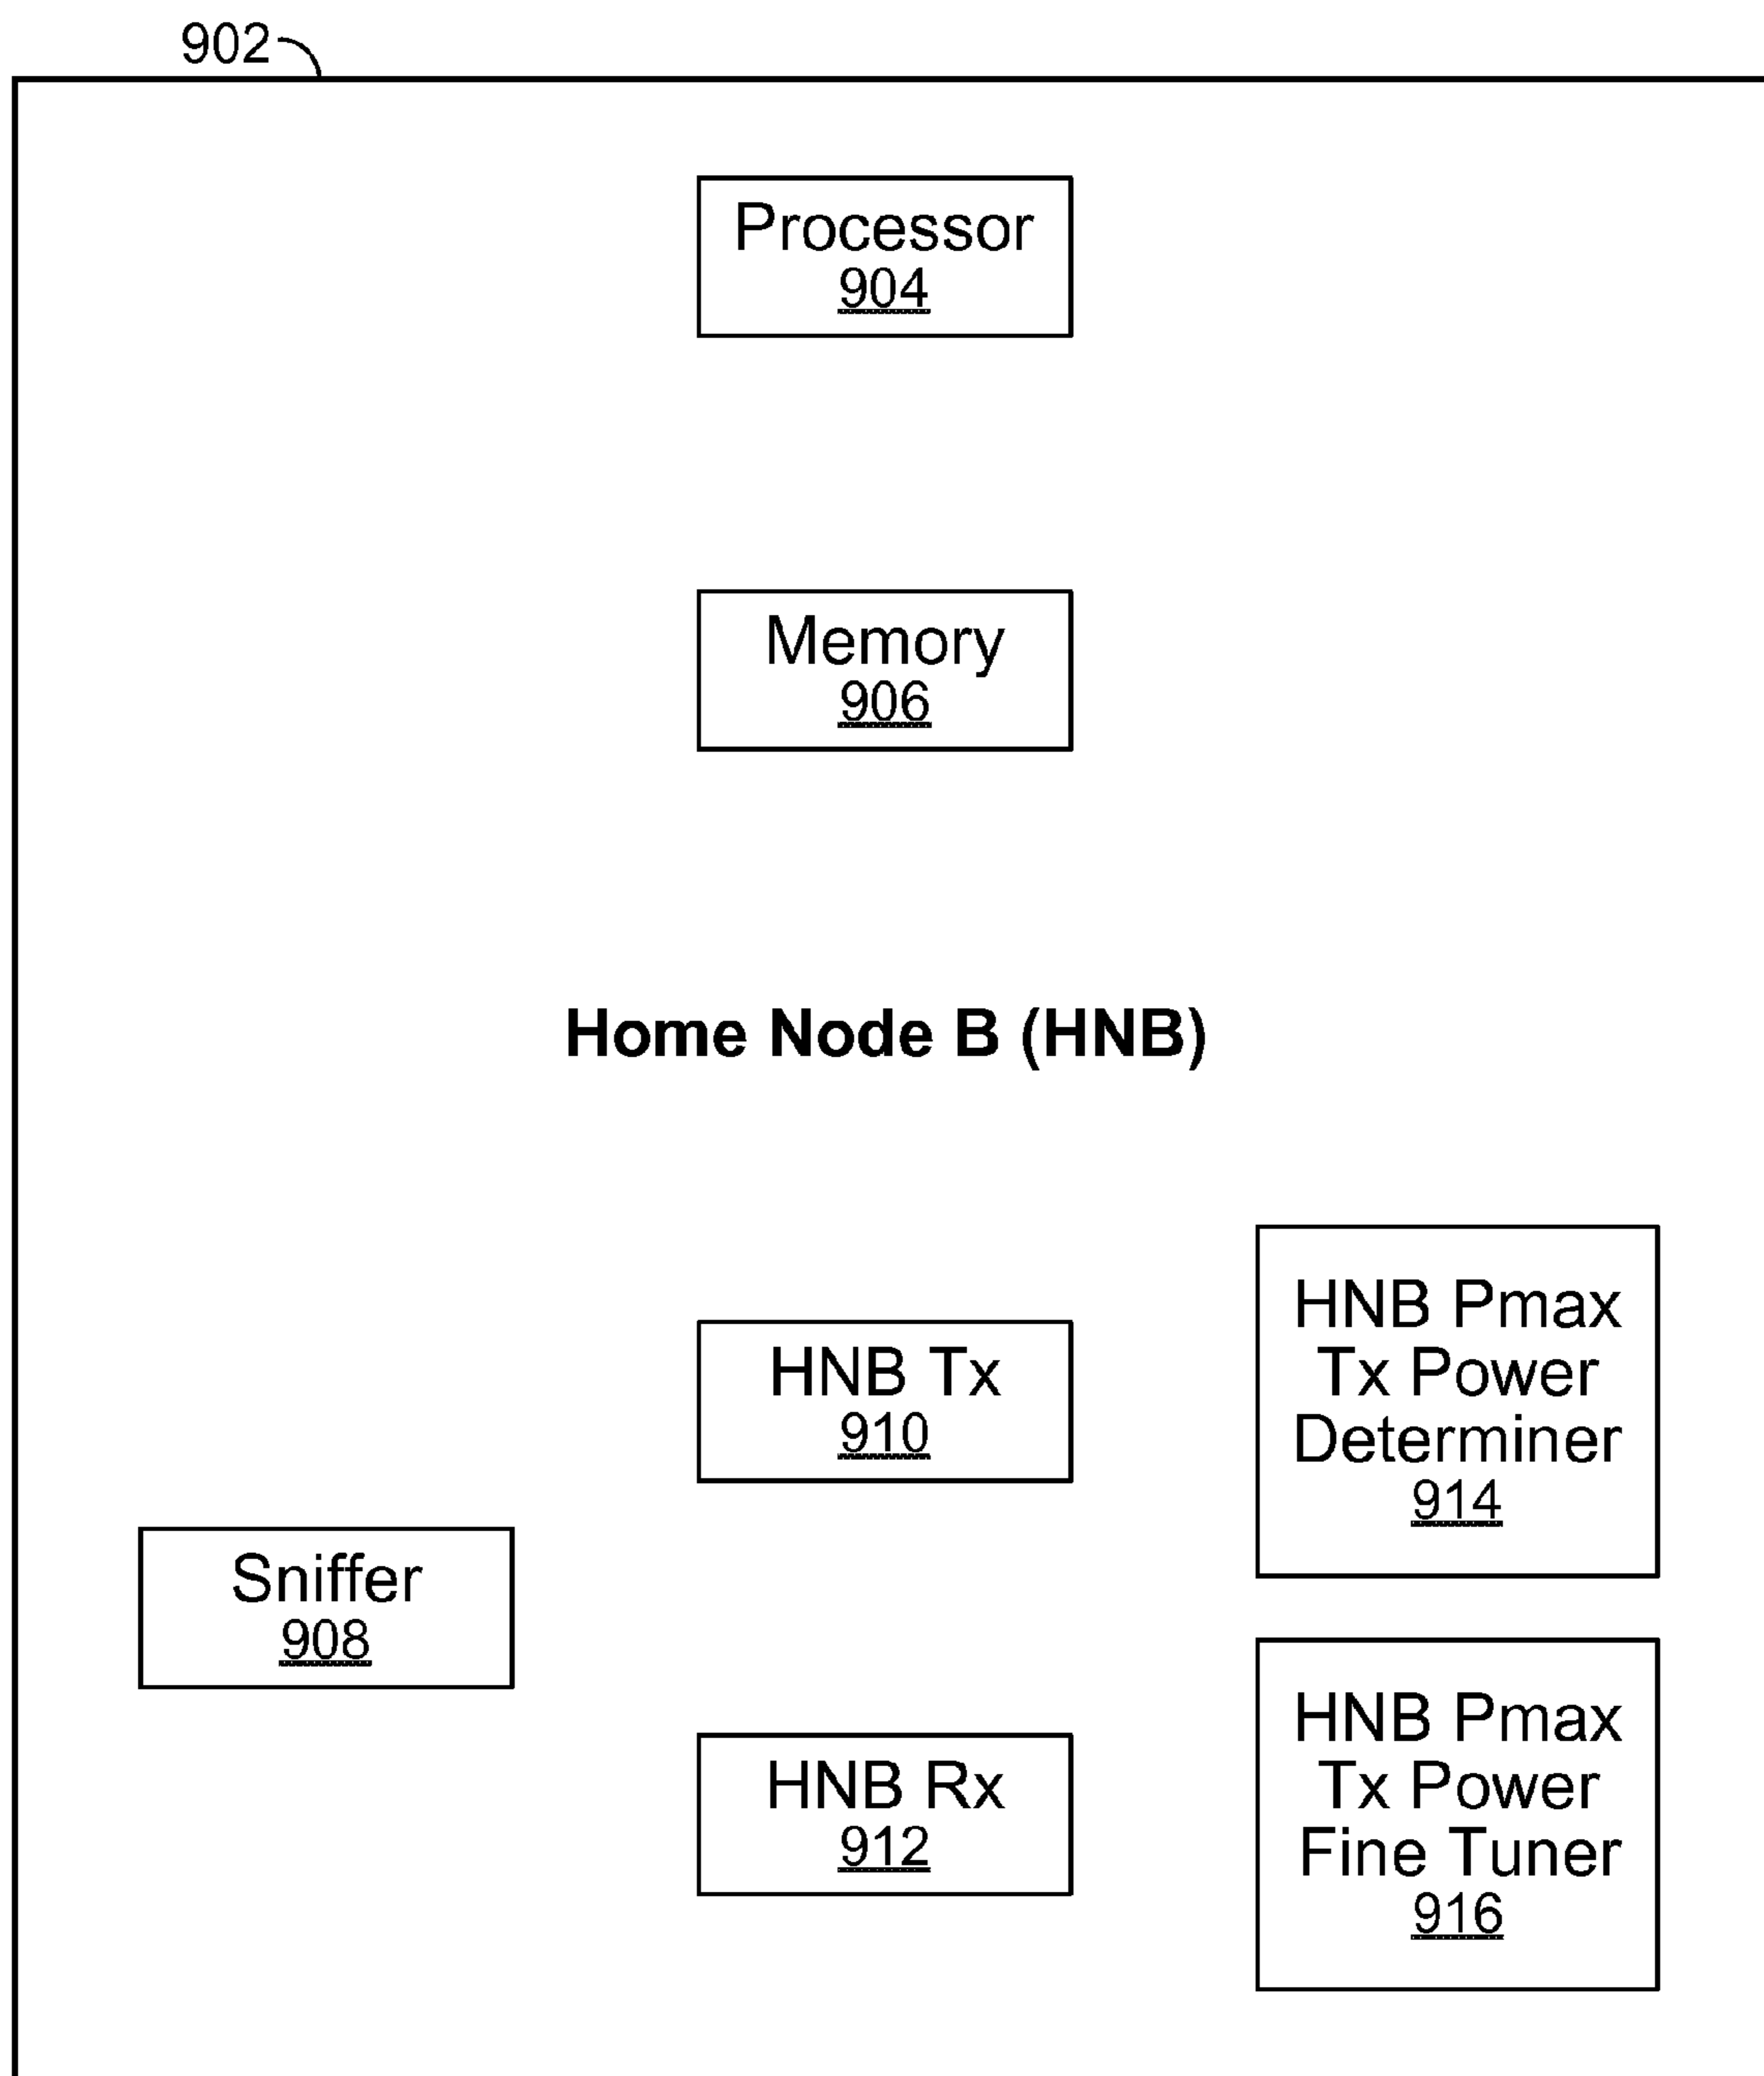 902
Processor
904
Memory
906
Home Node B (HNB)
HNB Tx
910
HNB Pmax
Tx Power
Determiner
914
Sniffer
908
HNB Rx
912
HNB Pmax
Tx Power
Fine Tuner
916